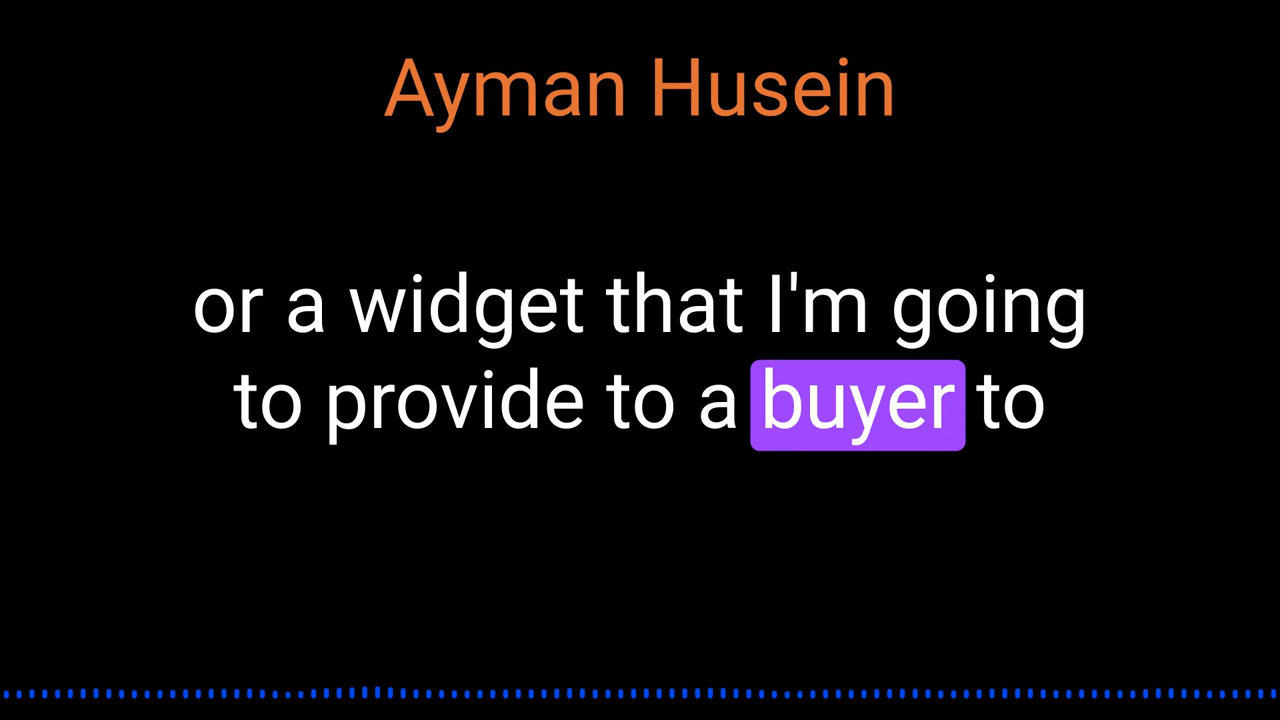 Ayman Husein
or a widget that I'm going
to provide to a buyer to